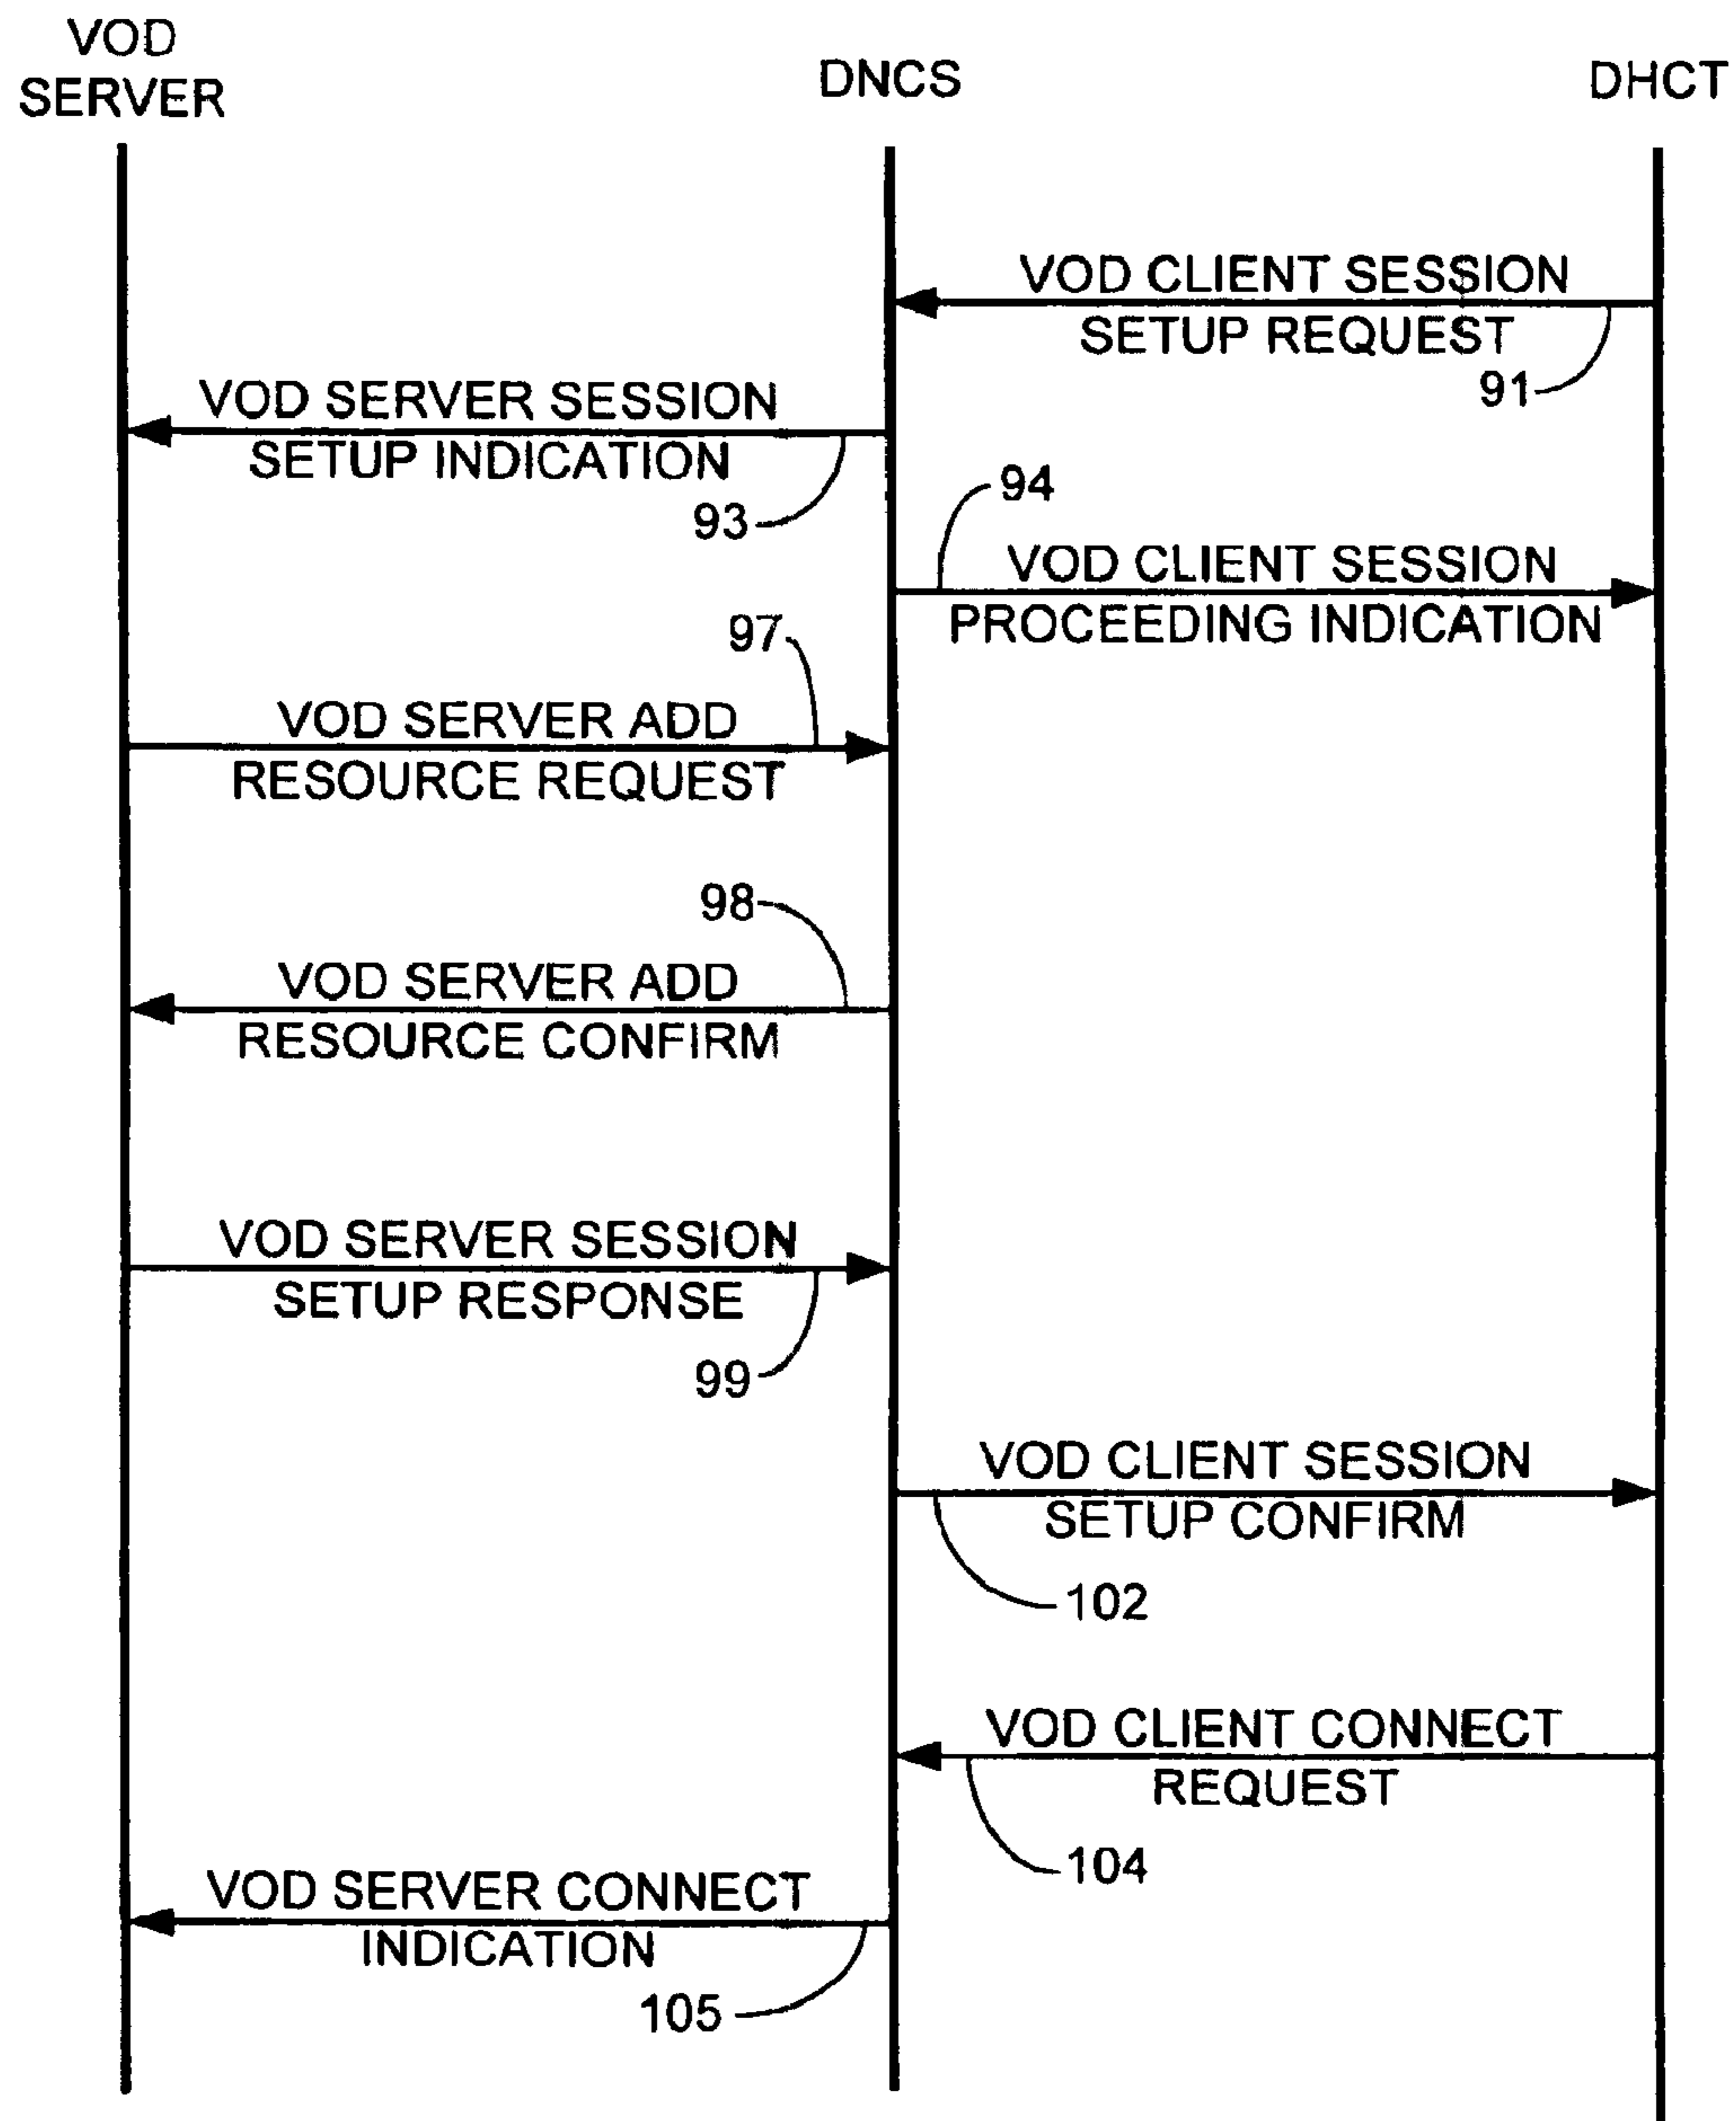 VOD
SERVER
DNCS
DHCT
VOD CLIENT SESSION
SETUP REQUEST
91
VOD SERVER SESSION
SETUP INDICATION
93
94
VOD CLIENT SESSION
PROCEEDING INDICATION
97
VOD SERVER ADD
RESOURCE REQUEST
98
VOD SERVER ADD
RESOURCE CONFIRM
VOD SERVER SESSION
SETUP RESPONSE
99
VOD CLIENT SESSION
SETUP CONFIRM
102
VOD CLIENT CONNECT
REQUEST
104
VOD SERVER CONNECT
INDICATION
105